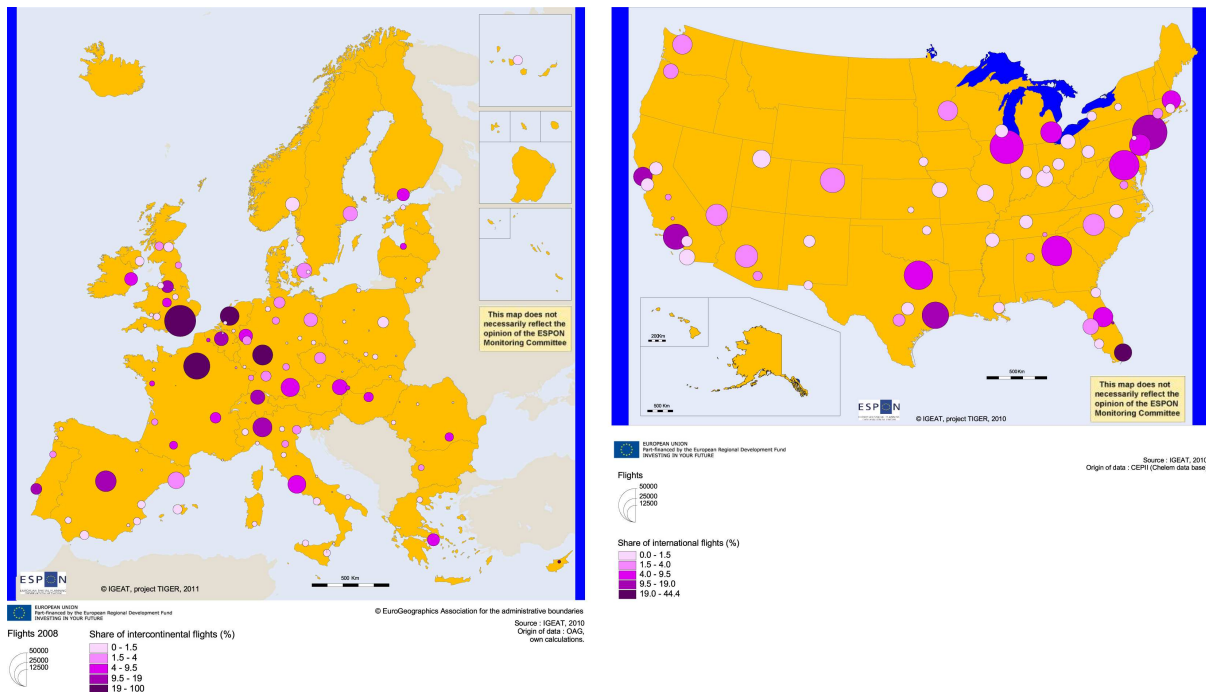 This map does not
necessarily reflect the
opinion of the ESPON
Monitoring Committee
500 Km
ESPON
© IGEAT, project TIGER, 2011
EUROPEAN UNION
Part-financed by the European Regional Development Fund
INVESTING IN YOUR FUTURE
© EuroGeographics Association for the administrative boundaries
Source : IGEAT, 2010
Origin of data : OAG,
own calculations.
Flights 2008
50000
25000
12500
Share of intercontinental flights (%)
0 - 1.5
1.5 - 4
4 - 9.5
9.5 - 19
19 - 100
200Km
500 Km
500Km
This map does not
necessarily reflect the
opinion of the ESPON
Monitoring Committee
ESPON
© IGEAT, project TIGER, 2010
EUROPEAN UNION
Part-financed by the European Regional Development Fund
INVESTING IN YOUR FUTURE
Source : IGEAT, 2010
Origin of data : CEPII (Chelem data base)
Flights
50000
25000
12500
Share of international flights (%)
0.0 - 1.5
1.5 - 4.0
4.0 - 9.5
9.5 - 19.0
19.0 - 44.4